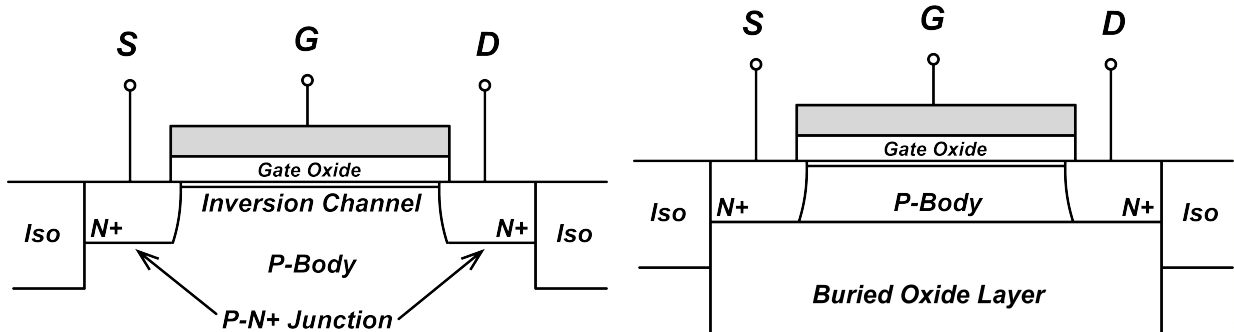 S G D
Gate Oxide
Inversion Channel
Iso N+ N+ Iso
P-Body
P-N+ Junction
S G D
Gate Oxide
P-Body
Iso N+ N+ Iso
Buried Oxide Layer